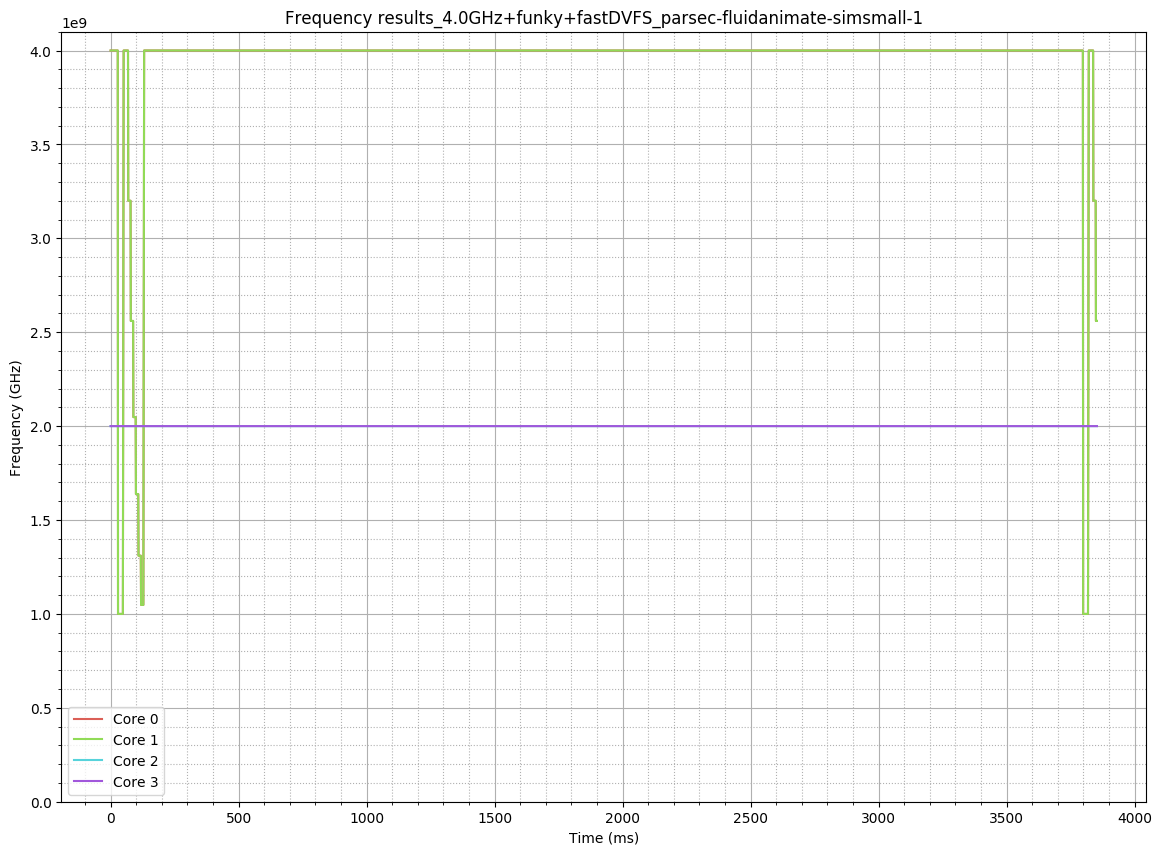 Frequency results_4.0GHz+funky+fastDVFS_parsec-fluidanimate-simsmall-1
1e9
4.0
3.5
3.0
2.5
2.0
1.5
1.0
0.5
0.0
Frequency (GHz)
Core 0
Core 1
Core 2
Core 3
0 500 1000 1500 2000 2500 3000 3500 4000
Time (ms)